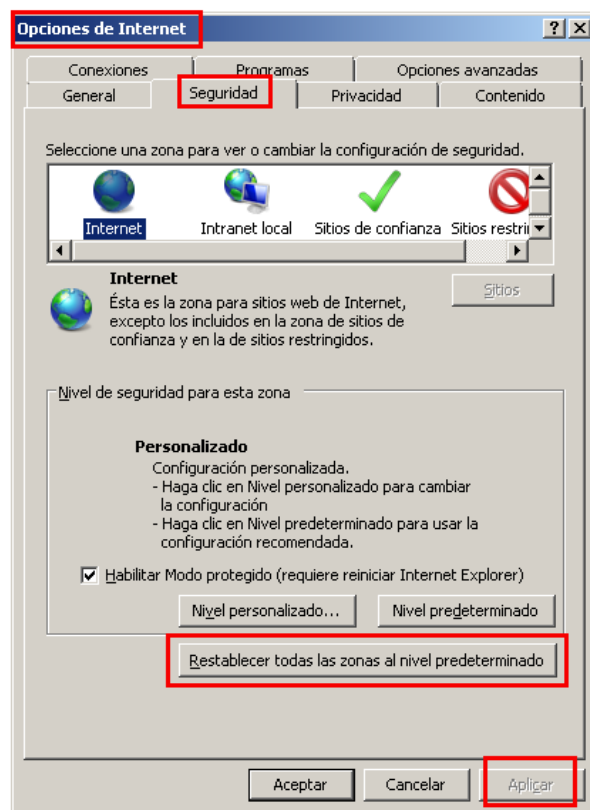 Opciones de Internet
Conexiones Programas Opciones avanzadas
General Seguridad Privacidad Contenido
Seleccione una zona para ver o cambiar la configuración de seguridad.
Internet Intranet local Sitios de confianza Sitios restri
Internet
Sitios
Ésta es la zona para sitios web de Internet,
excepto los incluidos en la zona de sitios de
confianza y en la de sitios restringidos.
Nivel de seguridad para esta zona
Personalizado
Configuración personalizada.
- Haga clic en Nivel personalizado para cambiar
la configuración
- Haga clic en Nivel predeterminado para usar la
configuración recomendada.
Habilitar Modo protegido (requiere reiniciar Internet Explorer)
Nivel personalizado... Nivel predeterminado
Restablecer todas las zonas al nivel predeterminado
Aceptar Cancelar Aplicar